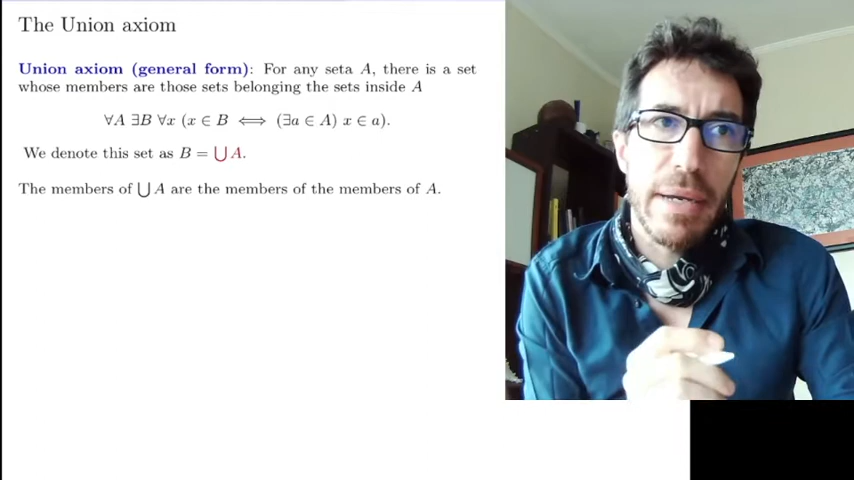 The Union axiom
Union axiom (general form): For any seta A, there is a set
whose members are those sets belonging the sets inside A
∀A ∃B ∀x (x ∈ B ⟺ (∃a ∈ A) x ∈ a).
We denote this set as B = ⋃ A.
The members of ⋃ A are the members of the members of A.